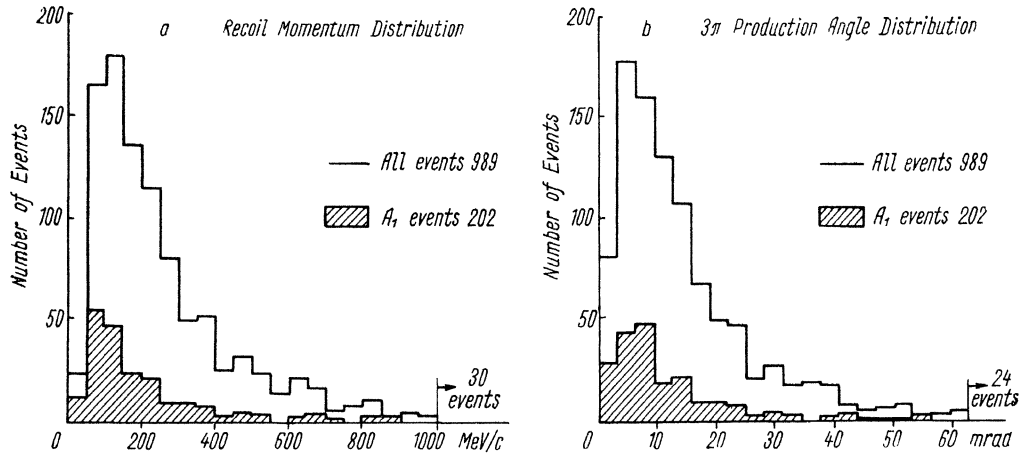 a Recoil Momentum Distribution
200
150
100
50
Number of Events
All events 989
A₁ events 202
30
events
0 200 400 600 800 1000 MeV/c
b 3π Production Angle Distribution
200
150
100
50
Number of Events
All events 989
A₁ events 202
24
events
0 10 20 30 40 50 60 mrad